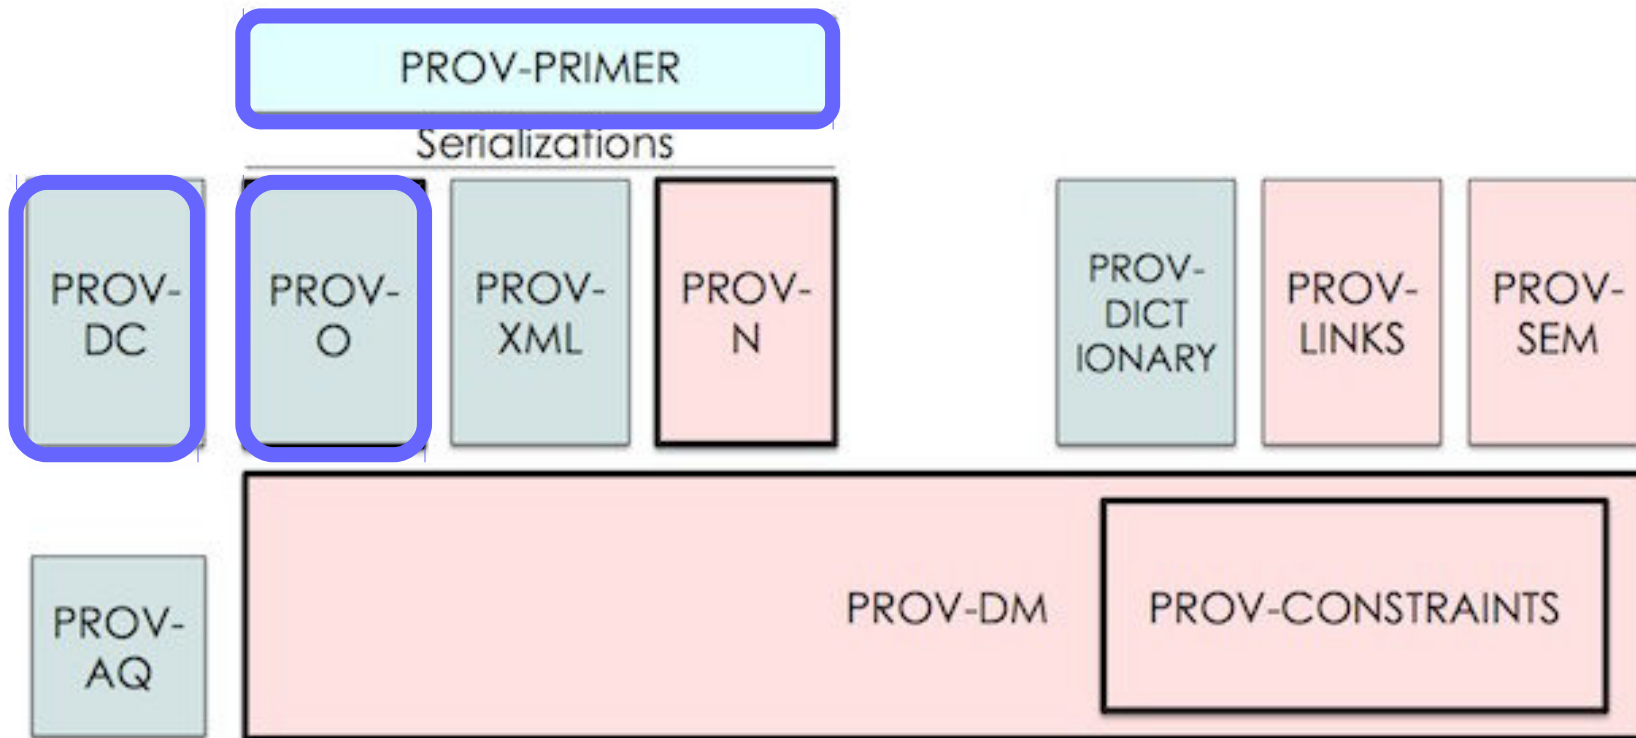 PROV-PRIMER
Serializations
PROV-
DC
PROV-
O
PROV-
XML
PROV-
N
PROV-
DICT
IONARY
PROV-
LINKS
PROV-
SEM
PROV-
AQ
PROV-DM
PROV-CONSTRAINTS